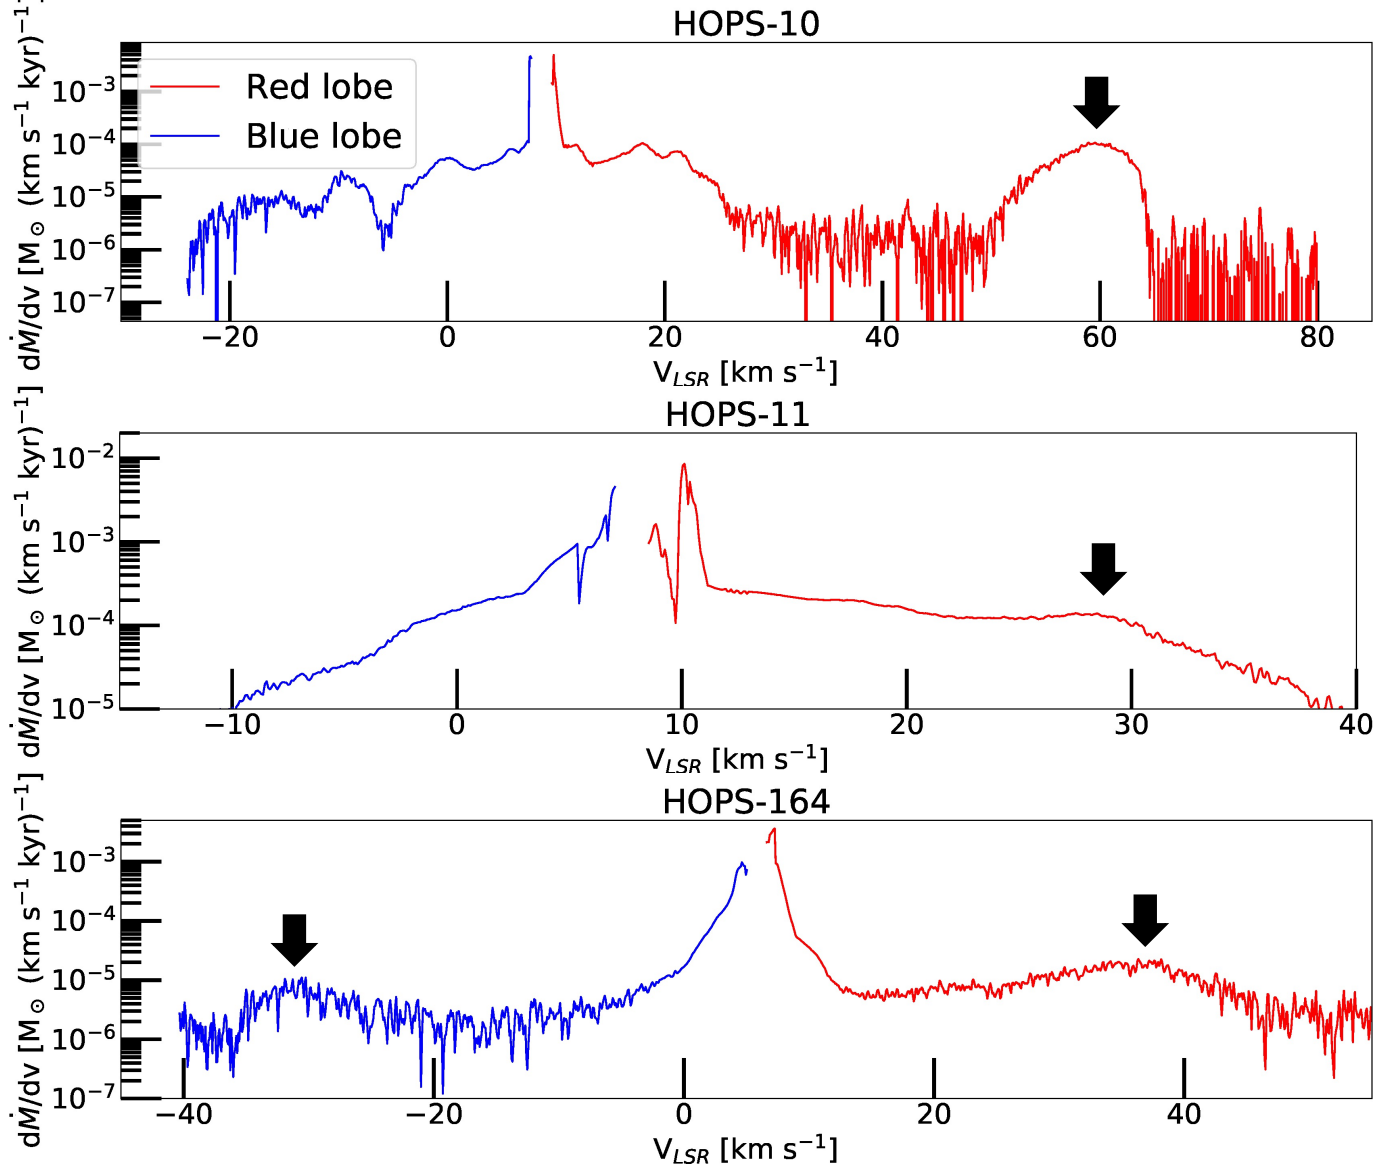 HOPS-10
dṀ/dv [M⊙ (km s⁻¹ kyr)⁻¹]
10⁻³
10⁻⁴
10⁻⁵
10⁻⁶
10⁻⁷
Red lobe
Blue lobe
−20 0 20 40 60 80
V_LSR [km s⁻¹]
HOPS-11
dṀ/dv [M⊙ (km s⁻¹ kyr)⁻¹]
10⁻²
10⁻³
10⁻⁴
10⁻⁵
−10 0 10 20 30 40
V_LSR [km s⁻¹]
HOPS-164
dṀ/dv [M⊙ (km s⁻¹ kyr)⁻¹]
10⁻³
10⁻⁴
10⁻⁵
10⁻⁶
10⁻⁷
−40 −20 0 20 40
V_LSR [km s⁻¹]